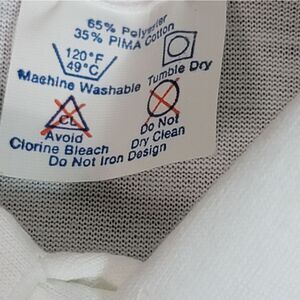 65% Polyester
35% PIMA Cotton
120°F
49°C
Machine Washable Tumble Dry
CL
Avoid
Clorine Bleach
Do Not
Dry Clean
Do Not Iron Design